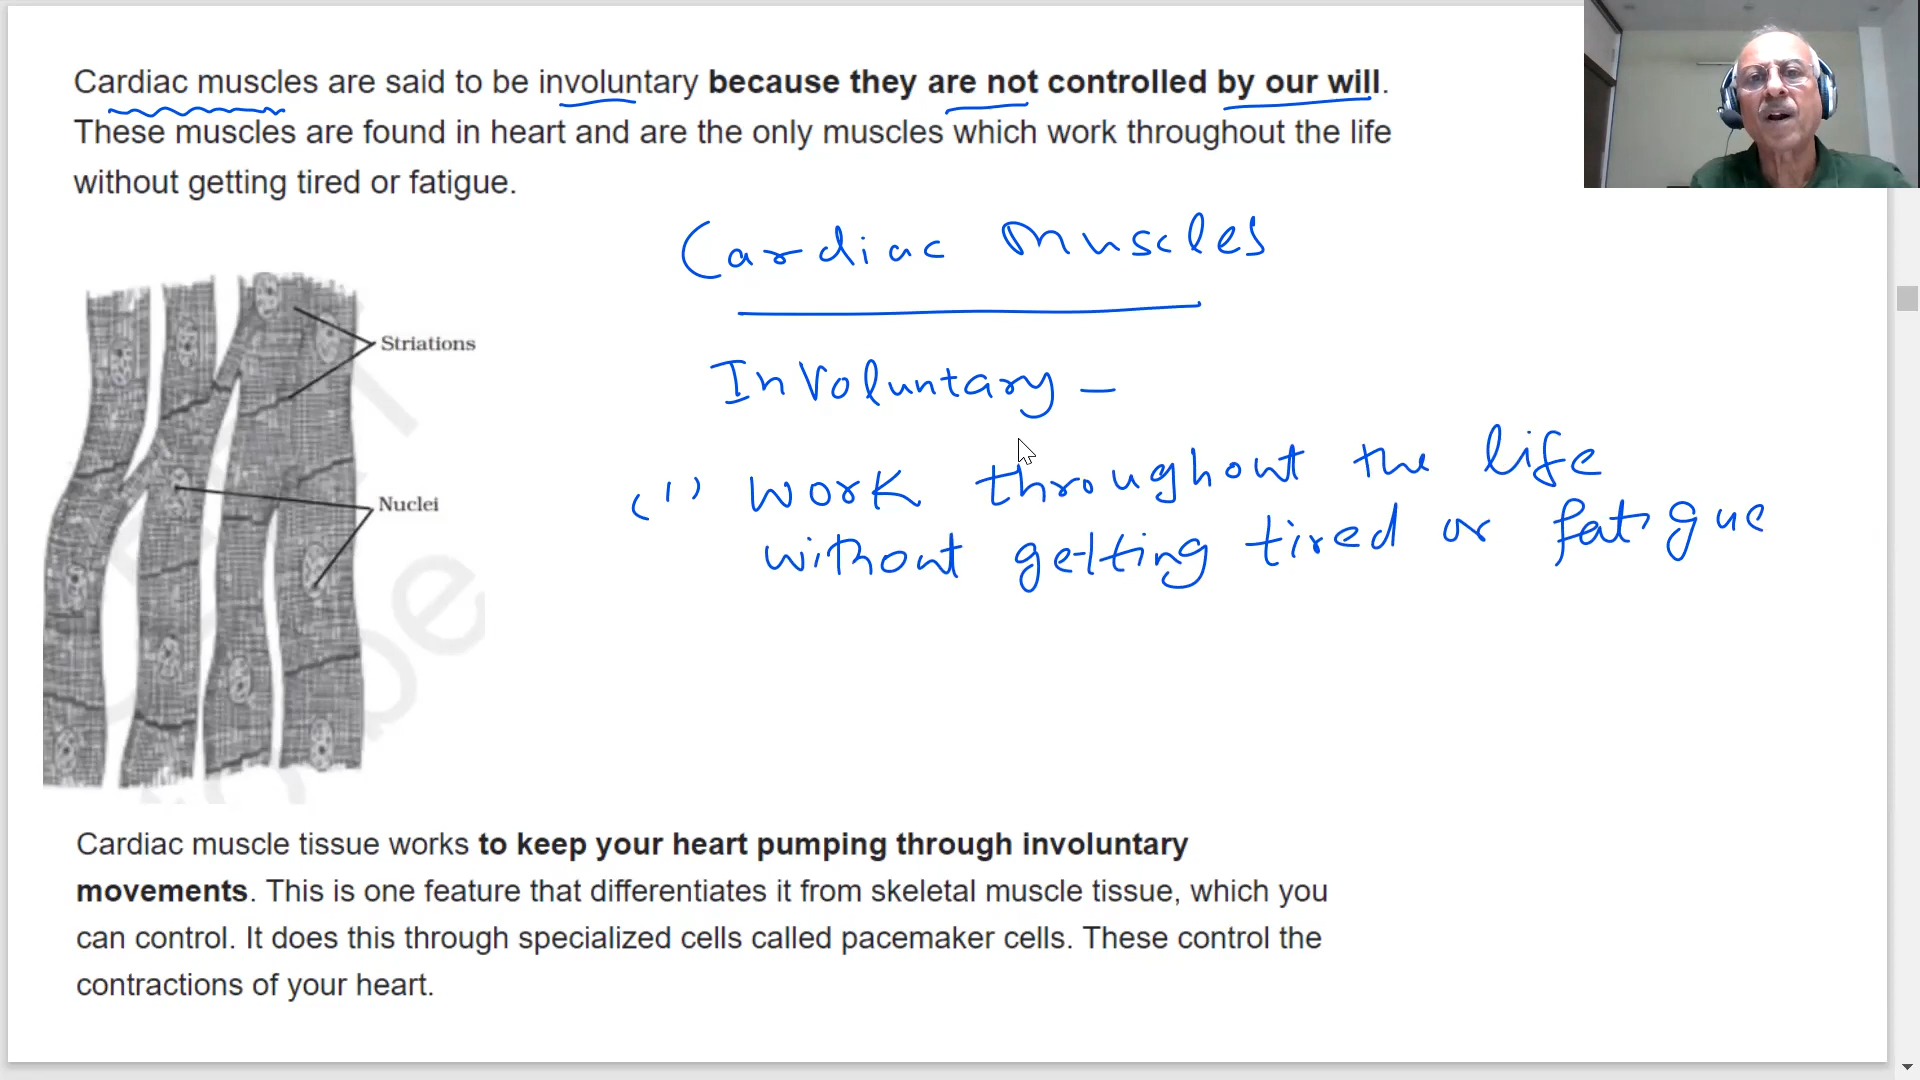 Cardiac muscles are said to be involuntary because they are not controlled by our will.
These muscles are found in heart and are the only muscles which work throughout the life
without getting tired or fatigue.
Cardiac Muscles
InVoluntary –
(1) Work throughout the life
without getting tired or fatigue
Striations
Nuclei
Cardiac muscle tissue works to keep your heart pumping through involuntary
movements. This is one feature that differentiates it from skeletal muscle tissue, which you
can control. It does this through specialized cells called pacemaker cells. These control the
contractions of your heart.